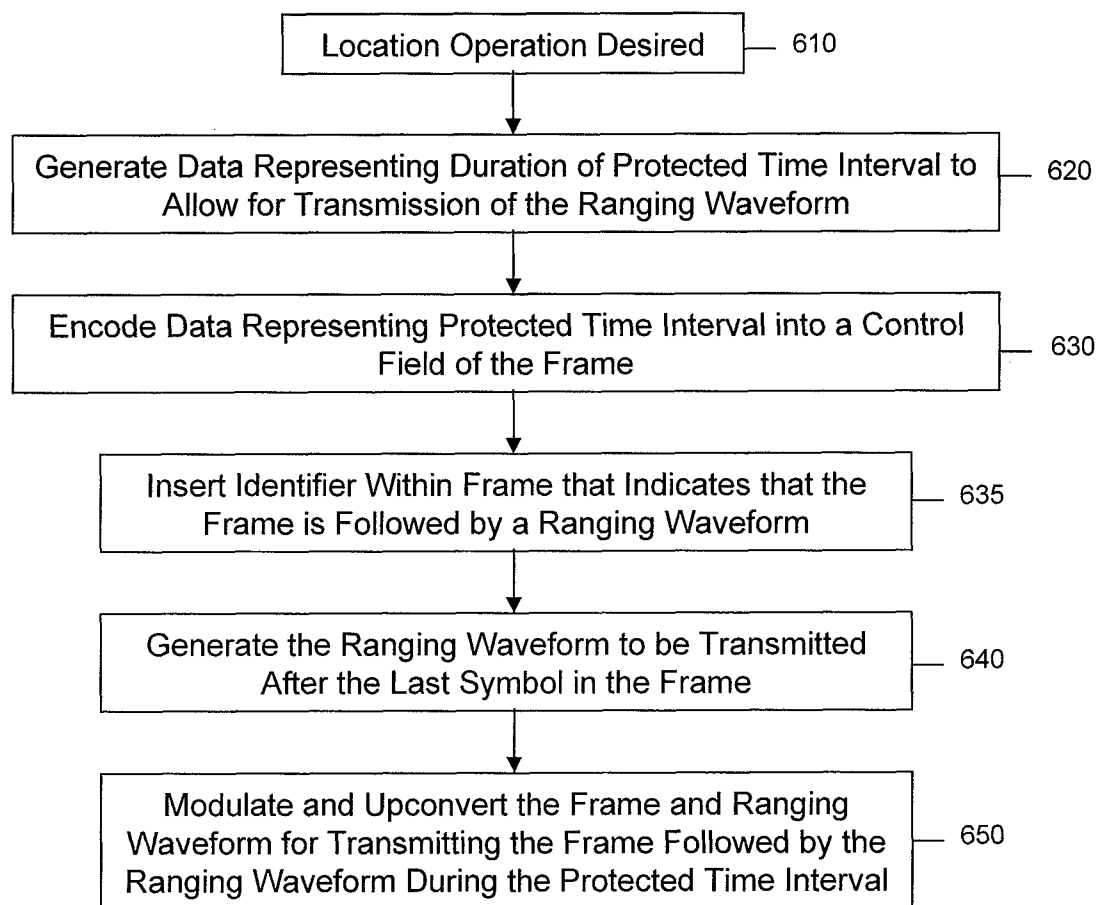 Location Operation Desired
610
Generate Data Representing Duration of Protected Time Interval to
Allow for Transmission of the Ranging Waveform
620
Encode Data Representing Protected Time Interval into a Control
Field of the Frame
630
Insert Identifier Within Frame that Indicates that the
Frame is Followed by a Ranging Waveform
635
Generate the Ranging Waveform to be Transmitted
After the Last Symbol in the Frame
640
Modulate and Upconvert the Frame and Ranging
Waveform for Transmitting the Frame Followed by the
Ranging Waveform During the Protected Time Interval
650